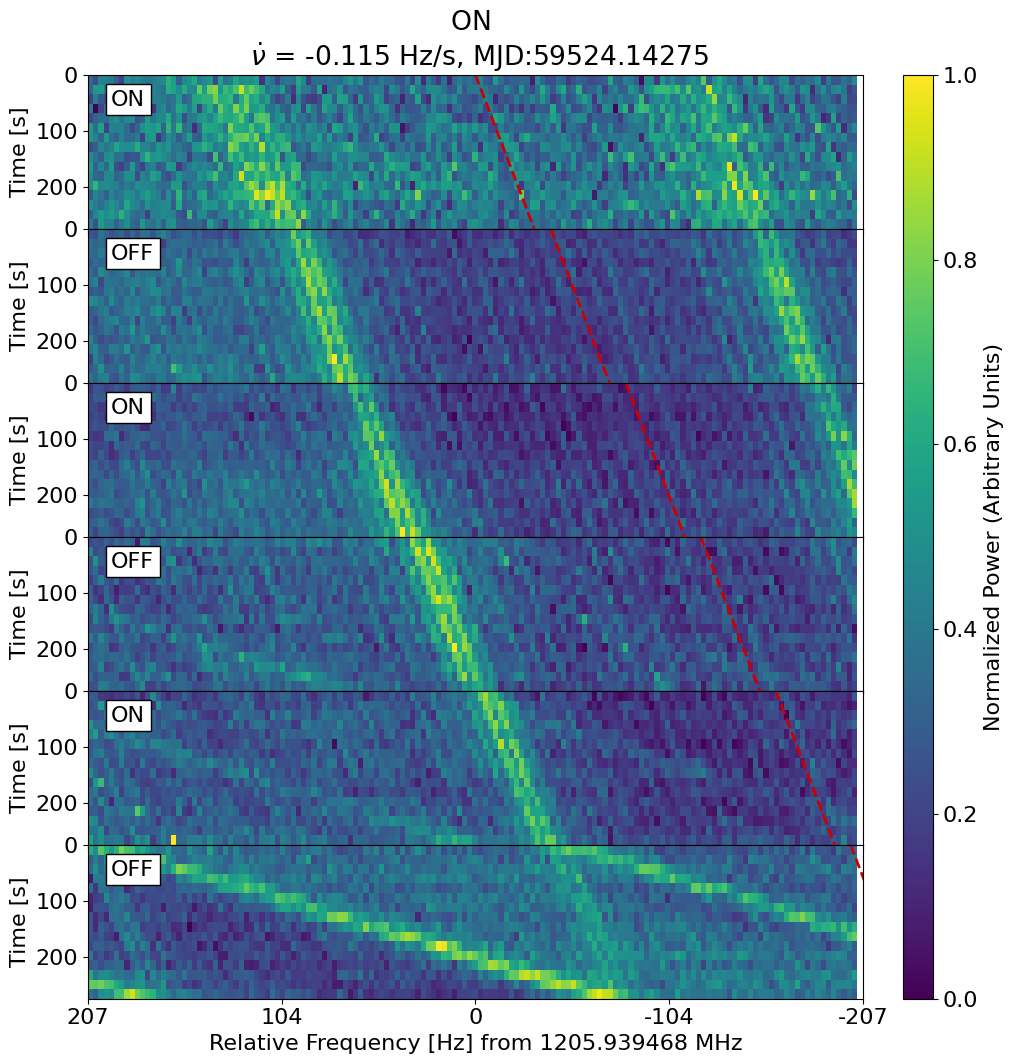 ON
ν̇ = -0.115 Hz/s, MJD:59524.14275
0
ON
100
Time [s]
200
0
OFF
100
Time [s]
200
0
ON
100
Time [s]
200
0
OFF
100
Time [s]
200
0
ON
100
Time [s]
200
0
OFF
100
Time [s]
200
207 104 0 -104 -207
Relative Frequency [Hz] from 1205.939468 MHz
1.0
0.8
0.6
0.4
0.2
0.0
Normalized Power (Arbitrary Units)